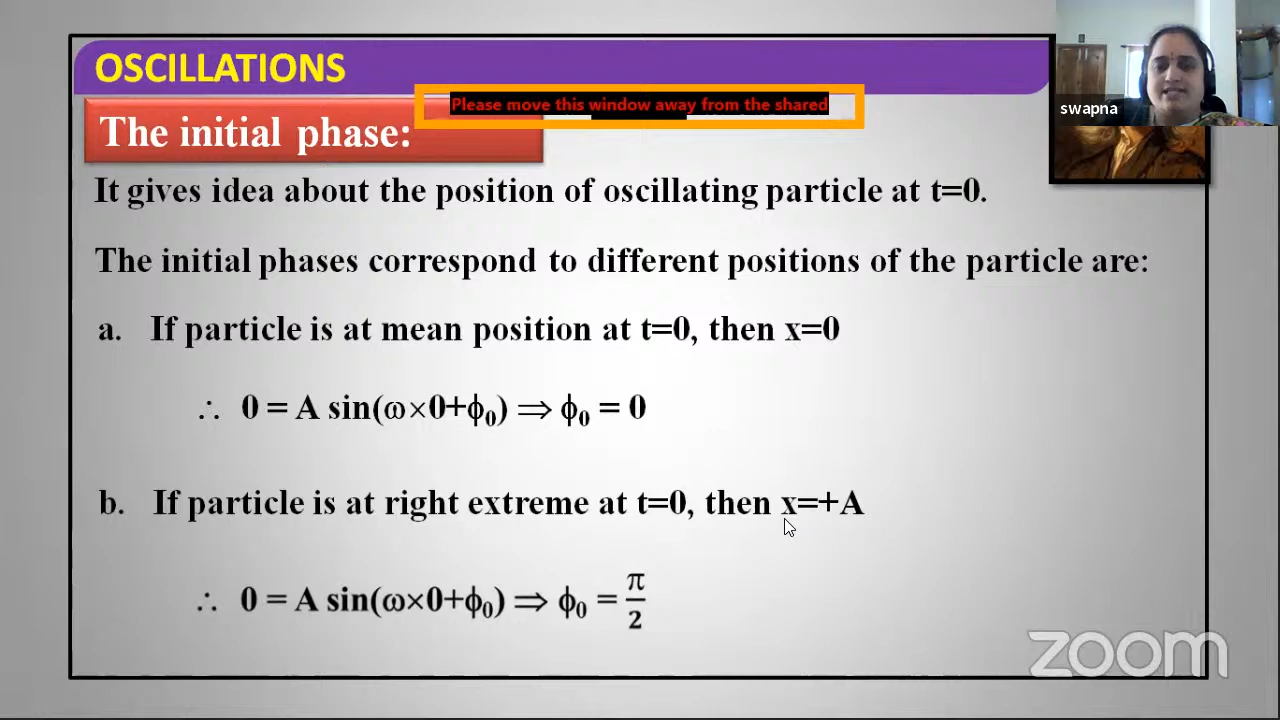 OSCILLATIONS
Please move this window away from the shared
swapna
The initial phase:
It gives idea about the position of oscillating particle at t=0.
The initial phases correspond to different positions of the particle are:
a. If particle is at mean position at t=0, then x=0
∴ 0 = A sin(ω×0+ϕ₀) ⇒ ϕ₀ = 0
b. If particle is at right extreme at t=0, then x=+A
∴ 0 = A sin(ω×0+ϕ₀) ⇒ ϕ₀ = π/2
zoom